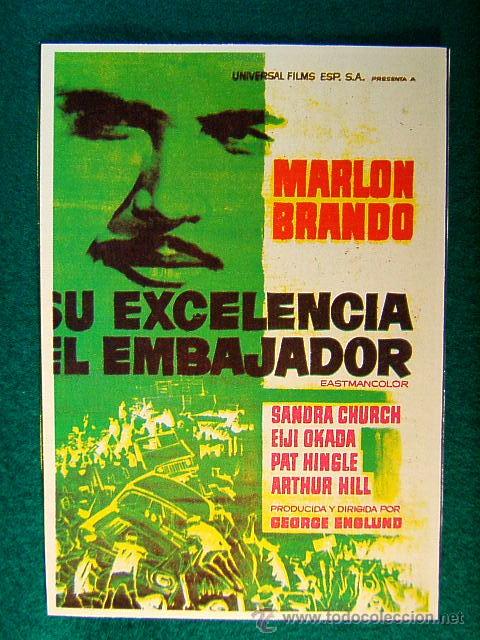 UNIVERSAL FILMS ESP. S.A. PRESENTA A
MARLON
BRANDO
SU EXCELENCIA
EL EMBAJADOR
EASTMANCOLOR
SANDRA CHURCH
EIJI OKADA
PAT HINGLE
ARTHUR HILL
PRODUCIDA Y DIRIGIDA POR
GEORGE ENGLUND
© www.todocoleccion.net